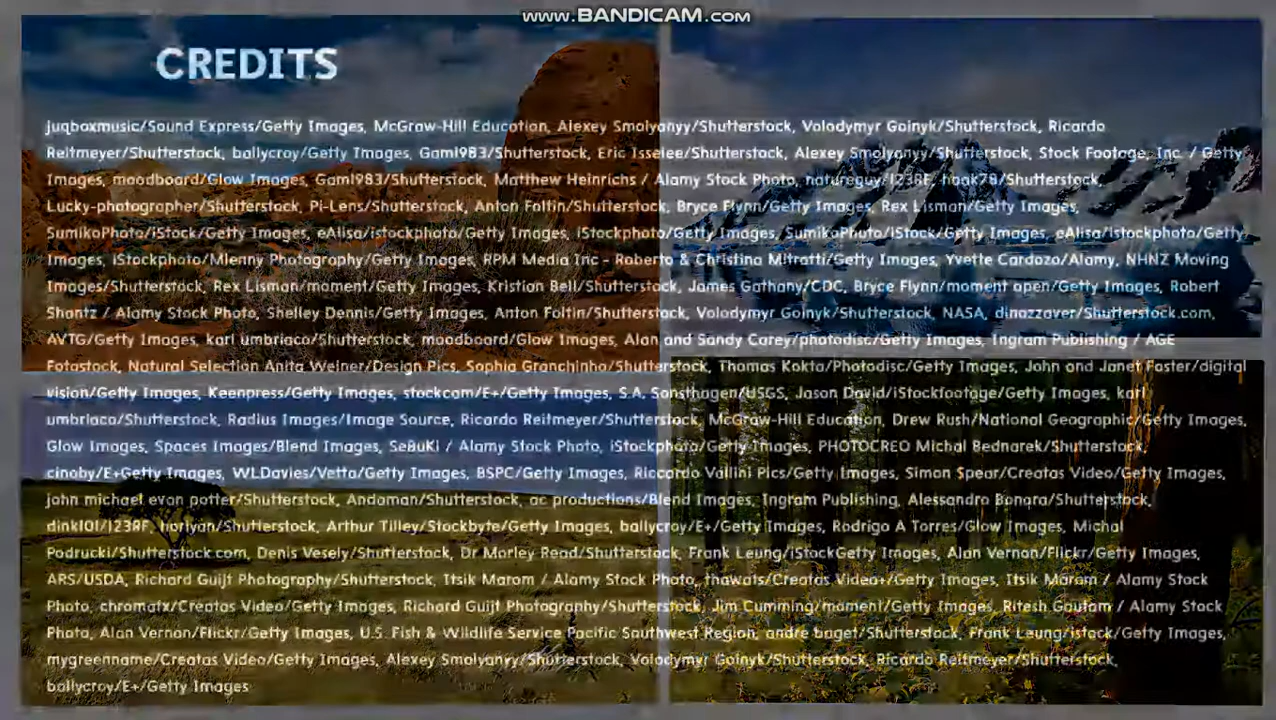 www.BANDICAM.com
CREDITS
juqboxmusic/Sound Express/Getty Images, McGraw-Hill Education, Alexey Smolyanyy/Shutterstock, Volodymyr Goinyk/Shutterstock, Ricardo
Reitmeyer/Shutterstock, ballycroy/Getty Images, Gam1983/Shutterstock, Eric Isselee/Shutterstock, Alexey Smolyanyy/Shutterstock, Stock Footage, Inc. / Getty
Images, moodboard/Glow Images, Gam1983/Shutterstock, Matthew Heinrichs / Alamy Stock Photo, natureguy/123RF, haak78/Shutterstock,
Lucky-photographer/Shutterstock, Pi-Lens/Shutterstock, Anton Foltin/Shutterstock, Bryce Flynn/Getty Images, Rex Lisman/Getty Images,
SumikoPhoto/iStock/Getty Images, eAlisa/istockphoto/Getty Images, iStockphoto/Getty Images, SumikoPhoto/iStock/Getty Images, eAlisa/istockphoto/Getty
Images, iStockphoto/Mlenny Photography/Getty Images, RPM Media Inc - Roberto & Christina Mitratti/Getty Images, Yvette Cardozo/Alamy, NHNZ Moving
Images/Shutterstock, Rex Lisman/moment/Getty Images, Kristian Bell/Shutterstock, James Gathany/CDC, Bryce Flynn/moment open/Getty Images, Robert
Shantz / Alamy Stock Photo, Shelley Dennis/Getty Images, Anton Foltin/Shutterstock, Volodymyr Goinyk/Shutterstock, NASA, dinozzaver/Shutterstock.com,
AVTG/Getty Images, karl umbriaco/Shutterstock, moodboard/Glow Images, Alan and Sandy Carey/photodisc/Getty Images, Ingram Publishing / AGE
Fotostock, Natural Selection Anita Weiner/Design Pics, Sophia Granchinho/Shutterstock, Thomas Kokta/Photodisc/Getty Images, John and Janet Foster/digital
vision/Getty Images, Keenpress/Getty Images, stockcam/E+/Getty Images, S.A. Sonsthagen/USGS, Jason David/iStockfootage/Getty Images, karl
umbriaco/Shutterstock, Radius Images/Image Source, Ricardo Reitmeyer/Shutterstock, McGraw-Hill Education, Drew Rush/National Geographic/Getty Images,
Glow Images, Spaces Images/Blend Images, SeBuKi / Alamy Stock Photo, iStockphoto/Getty Images, PHOTOCREO Michal Bednarek/Shutterstock,
cinoby/E+Getty Images, WLDavies/Vetta/Getty Images, BSPC/Getty Images, Riccardo Vallini Pics/Getty Images, Simon Spear/Creatas Video/Getty Images,
john michael evan potter/Shutterstock, Andaman/Shutterstock, ac productions/Blend Images, Ingram Publishing, Alessandro Bonora/Shutterstock,
dink101/123RF, horiyan/Shutterstock, Arthur Tilley/Stockbyte/Getty Images, ballycroy/E+/Getty Images, Rodrigo A Torres/Glow Images, Michal
Podrucki/Shutterstock.com, Denis Vesely/Shutterstock, Dr Morley Read/Shutterstock, Frank Leung/iStockGetty Images, Alan Vernon/Flickr/Getty Images,
ARS/USDA, Richard Guijt Photography/Shutterstock, Itsik Marom / Alamy Stock Photo, thawats/Creatas Video+/Getty Images, Itsik Marom / Alamy Stock
Photo, chromatx/Creatas Video/Getty Images, Richard Guijt Photography/Shutterstock, Jim Cumming/moment/Getty Images, Ritesh Gautam / Alamy Stock
Photo, Alan Vernon/Flickr/Getty Images, U.S. Fish & Wildlife Service Pacific Southwest Region, andre baget/Shutterstock, Frank Leung/istock/Getty Images,
mygreenname/Creatas Video/Getty Images, Alexey Smolyanyy/Shutterstock, Volodymyr Goinyk/Shutterstock, Ricardo Reitmeyer/Shutterstock,
ballycroy/E+/Getty Images